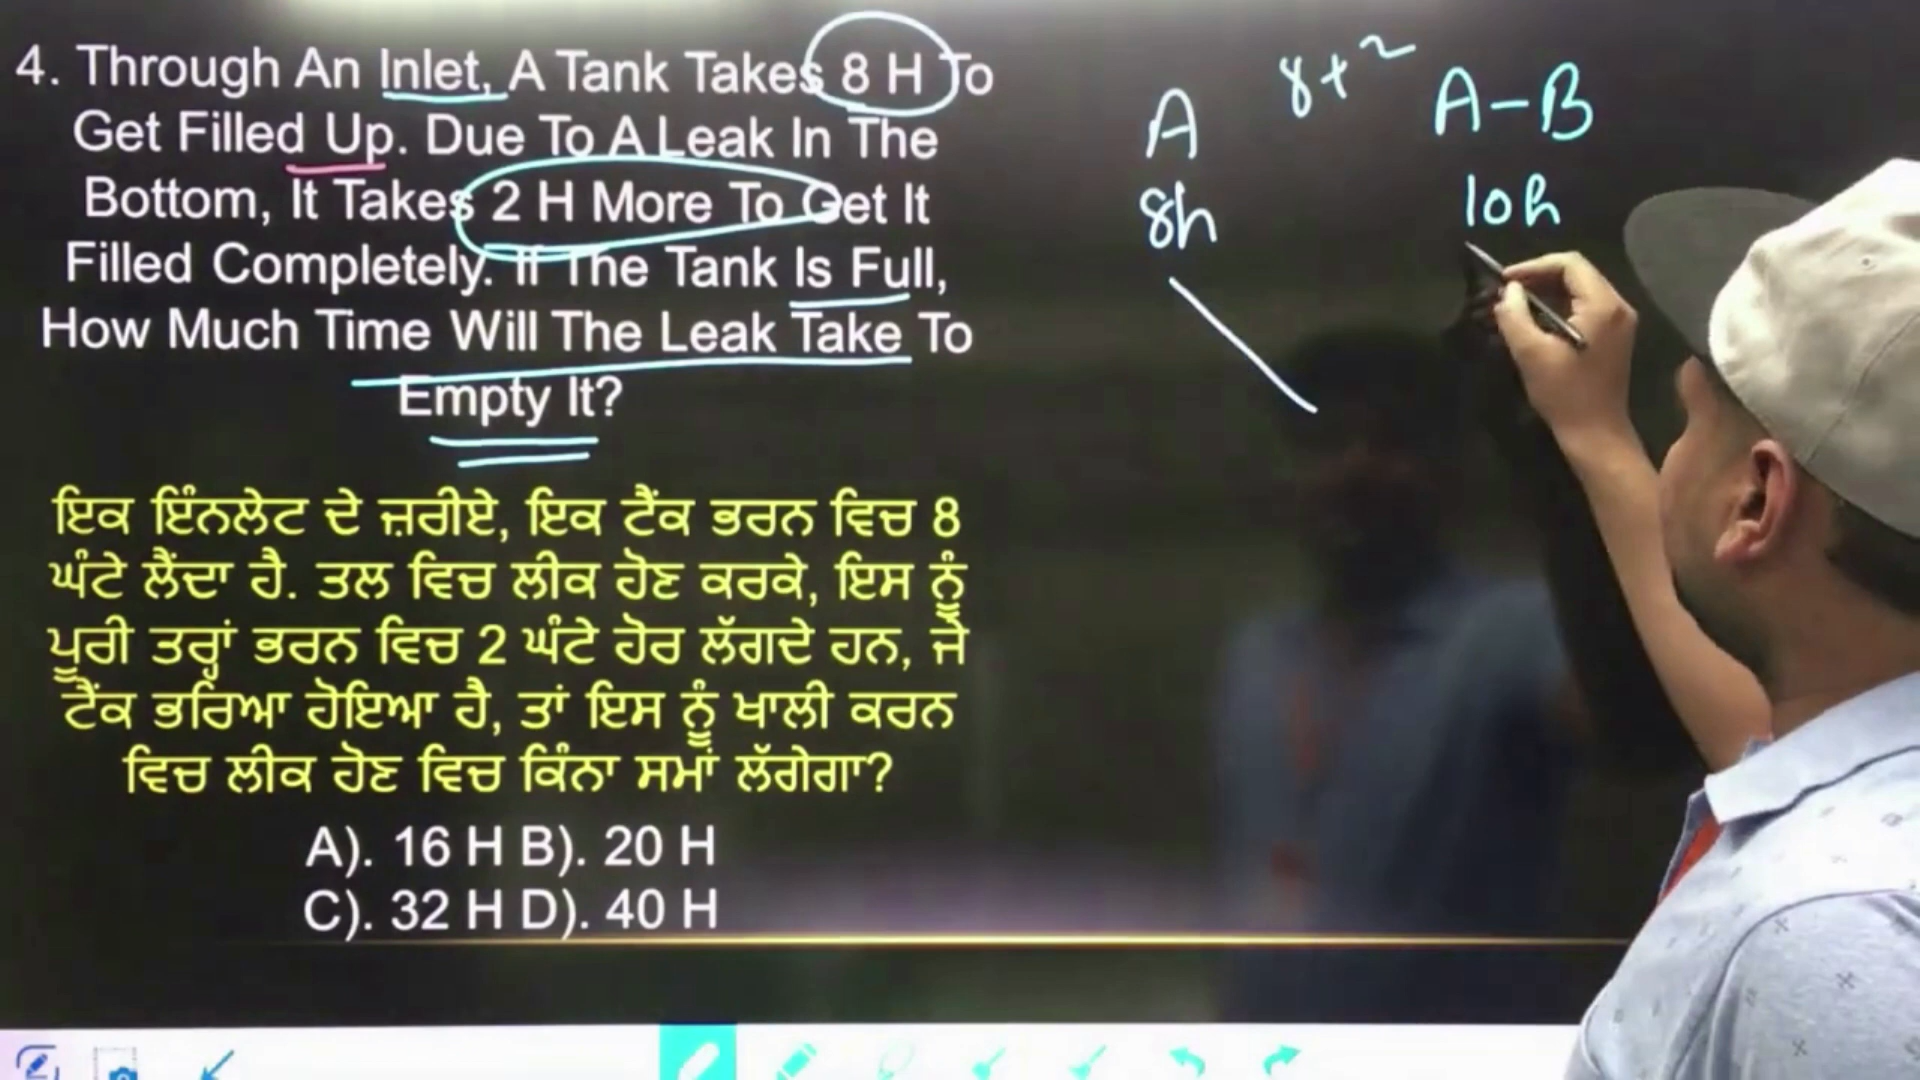 4. Through An Inlet, A Tank Takes 8 H To
Get Filled Up. Due To A Leak In The
Bottom, It Takes 2 H More To Get It
Filled Completely. If The Tank Is Full,
How Much Time Will The Leak Take To
Empty It?
ਇਕ ਇੰਨਲੇਟ ਦੇ ਜ਼ਰੀਏ, ਇਕ ਟੈਂਕ ਭਰਨ ਵਿਚ 8
ਘੰਟੇ ਲੈਂਦਾ ਹੈ. ਤਲ ਵਿਚ ਲੀਕ ਹੋਣ ਕਰਕੇ, ਇਸ ਨੂੰ
ਪੂਰੀ ਤਰ੍ਹਾਂ ਭਰਨ ਵਿਚ 2 ਘੰਟੇ ਹੋਰ ਲੱਗਦੇ ਹਨ, ਜੇ
ਟੈਂਕ ਭਰਿਆ ਹੋਇਆ ਹੈ, ਤਾਂ ਇਸ ਨੂੰ ਖਾਲੀ ਕਰਨ
ਵਿਚ ਲੀਕ ਹੋਣ ਵਿਚ ਕਿੰਨਾ ਸਮਾਂ ਲੱਗੇਗਾ?
A). 16 H B). 20 H
C). 32 H D). 40 H
A 8+2 A-B
8h 10h